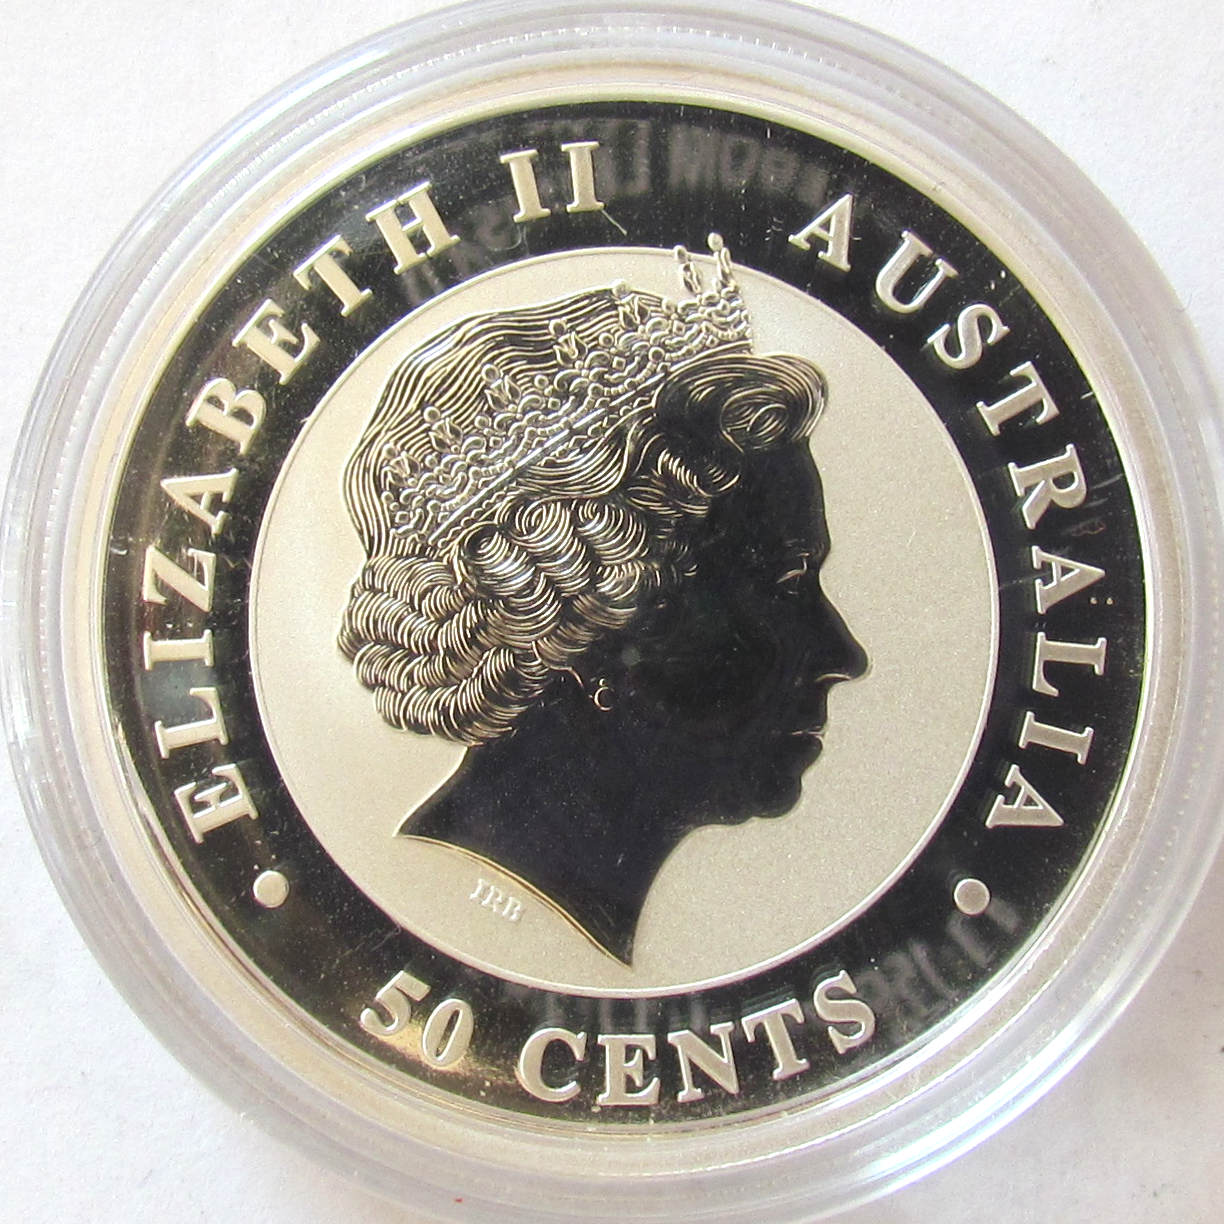 ELIZABETH II AUSTRALIA
50 CENTS
IRB